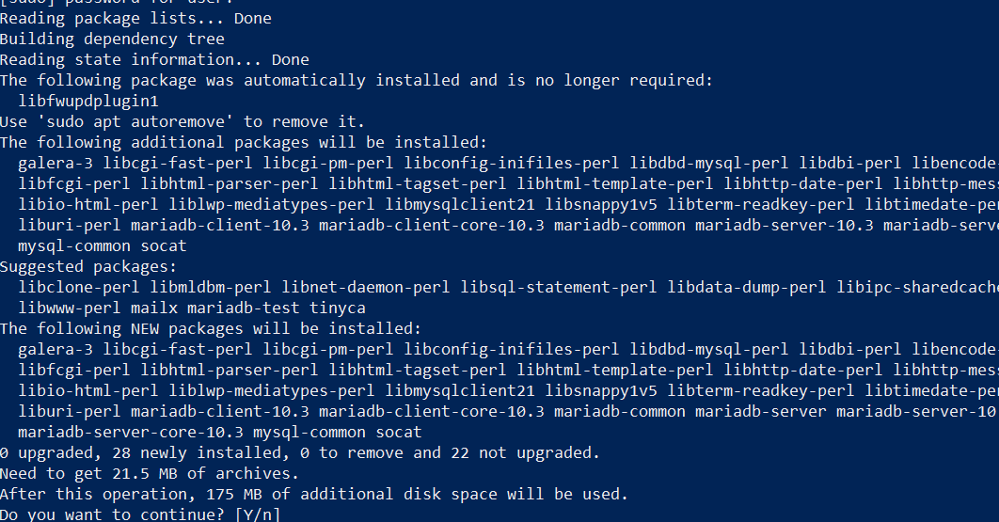 [sudo] password for user:
Reading package lists... Done
Building dependency tree
Reading state information... Done
The following package was automatically installed and is no longer required:
  libfwupdplugin1
Use 'sudo apt autoremove' to remove it.
The following additional packages will be installed:
  galera-3 libcgi-fast-perl libcgi-pm-perl libconfig-inifiles-perl libdbd-mysql-perl libdbi-perl libencode-
  libfcgi-perl libhtml-parser-perl libhtml-tagset-perl libhtml-template-perl libhttp-date-perl libhttp-mes
  libio-html-perl liblwp-mediatypes-perl libmysqlclient21 libsnappy1v5 libterm-readkey-perl libtimedate-pe
  liburi-perl mariadb-client-10.3 mariadb-client-core-10.3 mariadb-common mariadb-server-10.3 mariadb-serve
  mysql-common socat
Suggested packages:
  libclone-perl libmldbm-perl libnet-daemon-perl libsql-statement-perl libdata-dump-perl libipc-sharedcache
  libwww-perl mailx mariadb-test tinyca
The following NEW packages will be installed:
  galera-3 libcgi-fast-perl libcgi-pm-perl libconfig-inifiles-perl libdbd-mysql-perl libdbi-perl libencode-
  libfcgi-perl libhtml-parser-perl libhtml-tagset-perl libhtml-template-perl libhttp-date-perl libhttp-mes
  libio-html-perl liblwp-mediatypes-perl libmysqlclient21 libsnappy1v5 libterm-readkey-perl libtimedate-pe
  liburi-perl mariadb-client-10.3 mariadb-client-core-10.3 mariadb-common mariadb-server mariadb-server-10
  mariadb-server-core-10.3 mysql-common socat
0 upgraded, 28 newly installed, 0 to remove and 22 not upgraded.
Need to get 21.5 MB of archives.
After this operation, 175 MB of additional disk space will be used.
Do you want to continue? [Y/n]